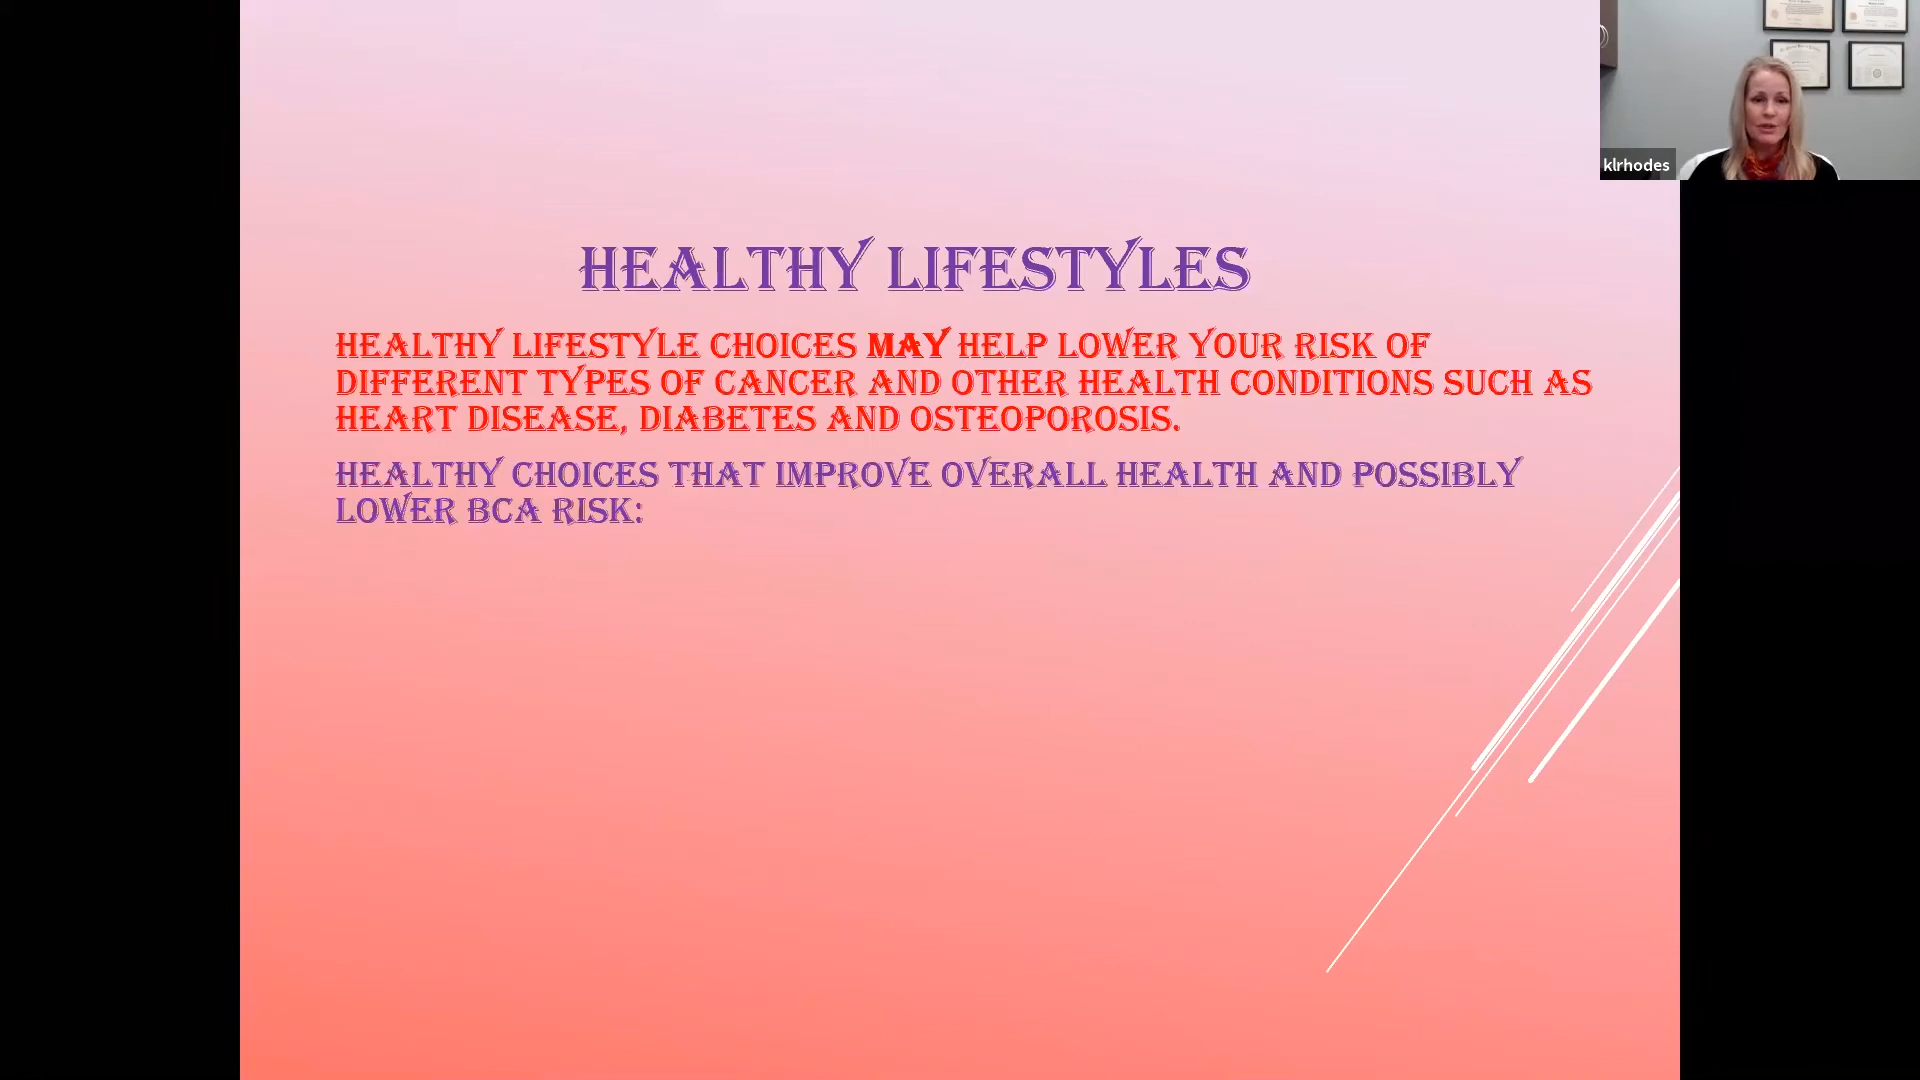 HEALTHY LIFESTYLES
HEALTHY LIFESTYLE CHOICES MAY HELP LOWER YOUR RISK OF
DIFFERENT TYPES OF CANCER AND OTHER HEALTH CONDITIONS SUCH AS
HEART DISEASE, DIABETES AND OSTEOPOROSIS.
HEALTHY CHOICES THAT IMPROVE OVERALL HEALTH AND POSSIBLY
LOWER BCA RISK:
klrhodes